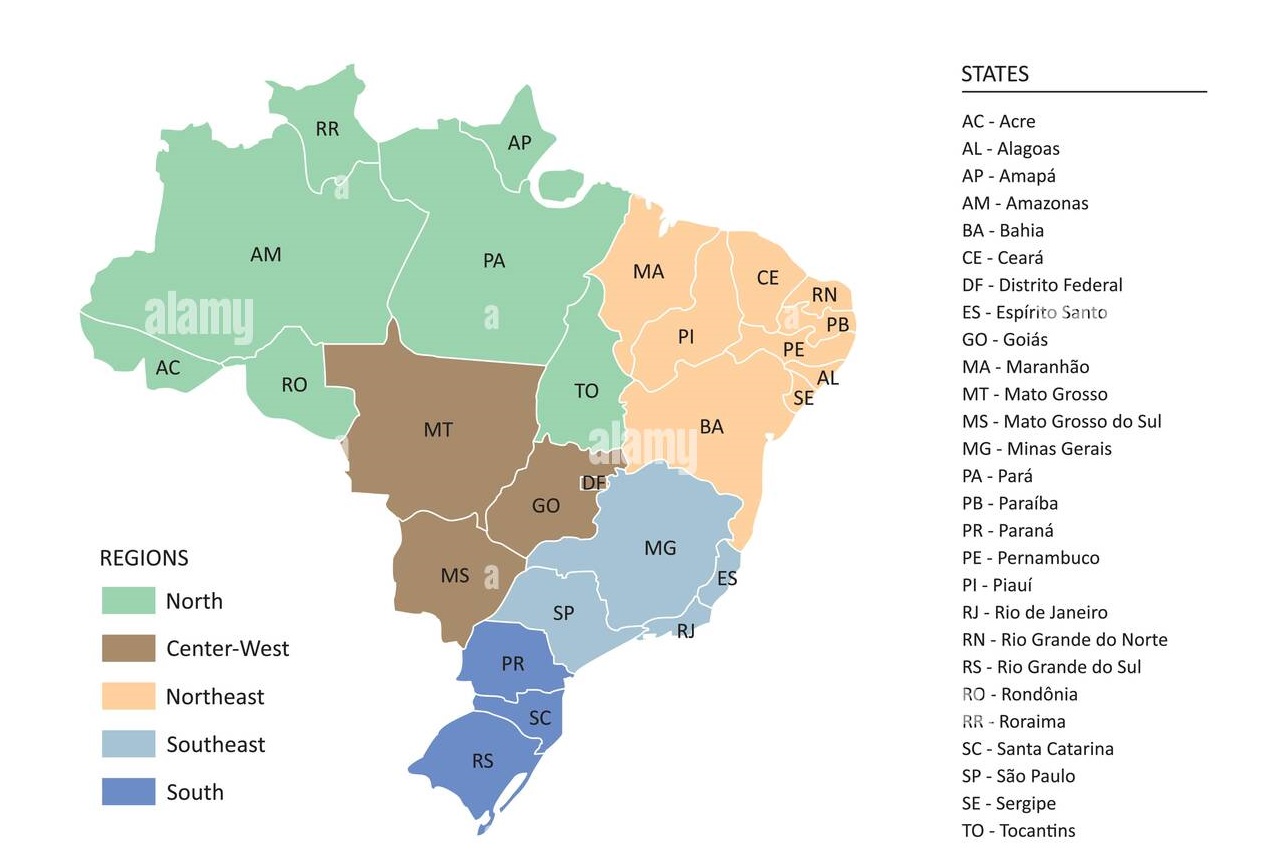 RR
AP
AM
PA
MA
CE
RN
PB
PI
PE
AC
RO
TO
AL
SE
MT
BA
DF
GO
MG
MS
ES
SP
RJ
PR
SC
RS
a
alamy
a
a
alamy
a
REGIONS
North
Center-West
Northeast
Southeast
South
STATES
AC - Acre
AL - Alagoas
AP - Amapá
AM - Amazonas
BA - Bahia
CE - Ceará
DF - Distrito Federal
ES - Espírito Santo
GO - Goiás
MA - Maranhão
MT - Mato Grosso
MS - Mato Grosso do Sul
MG - Minas Gerais
PA - Pará
PB - Paraíba
PR - Paraná
PE - Pernambuco
PI - Piauí
RJ - Rio de Janeiro
RN - Rio Grande do Norte
RS - Rio Grande do Sul
RO - Rondônia
RR - Roraima
SC - Santa Catarina
SP - São Paulo
SE - Sergipe
TO - Tocantins